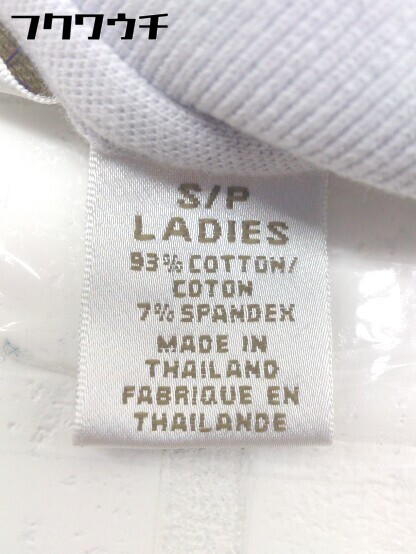 フクワウチ
S/P
LADIES
93% COTTON/
COTON
7% SPANDEX
MADE IN
THAILAND
FABRIQUE EN
THAILANDE